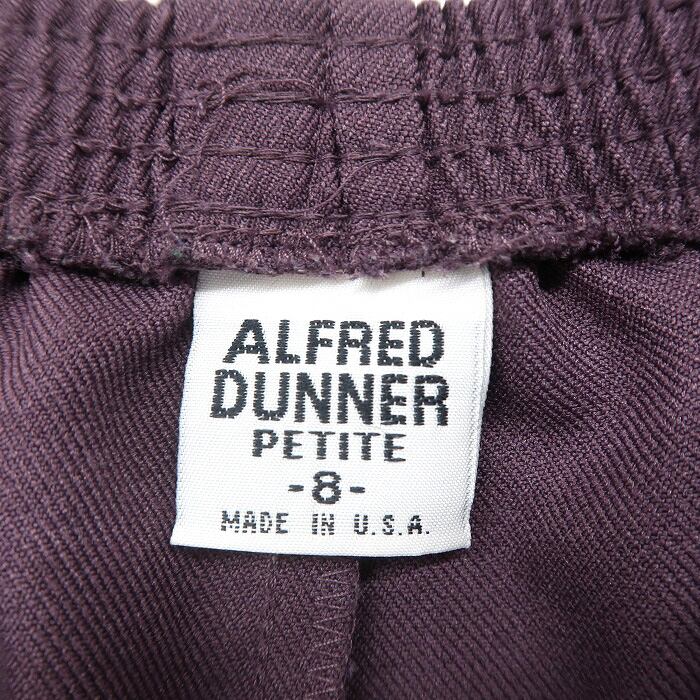 ALFRED
DUNNER
PETITE
-8-
MADE IN U.S.A.